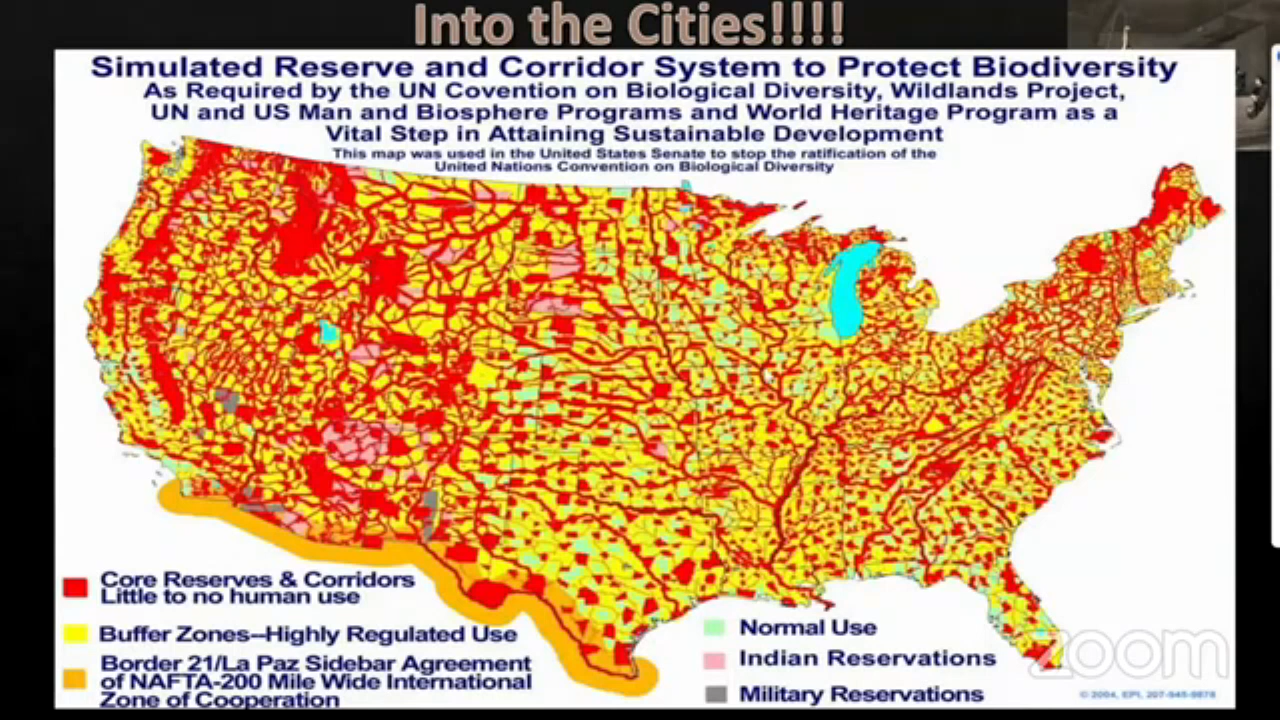 Into the Cities!!!!
Simulated Reserve and Corridor System to Protect Biodiversity
As Required by the UN Covention on Biological Diversity, Wildlands Project,
UN and US Man and Biosphere Programs and World Heritage Program as a
Vital Step in Attaining Sustainable Development
This map was used in the United States Senate to stop the ratification of the
United Nations Convention on Biological Diversity
Core Reserves & Corridors
Little to no human use
Buffer Zones--Highly Regulated Use
Border 21/La Paz Sidebar Agreement
of NAFTA-200 Mile Wide International
Zone of Cooperation
Normal Use
Indian Reservations
Military Reservations
zoom
© 2004, EPI,